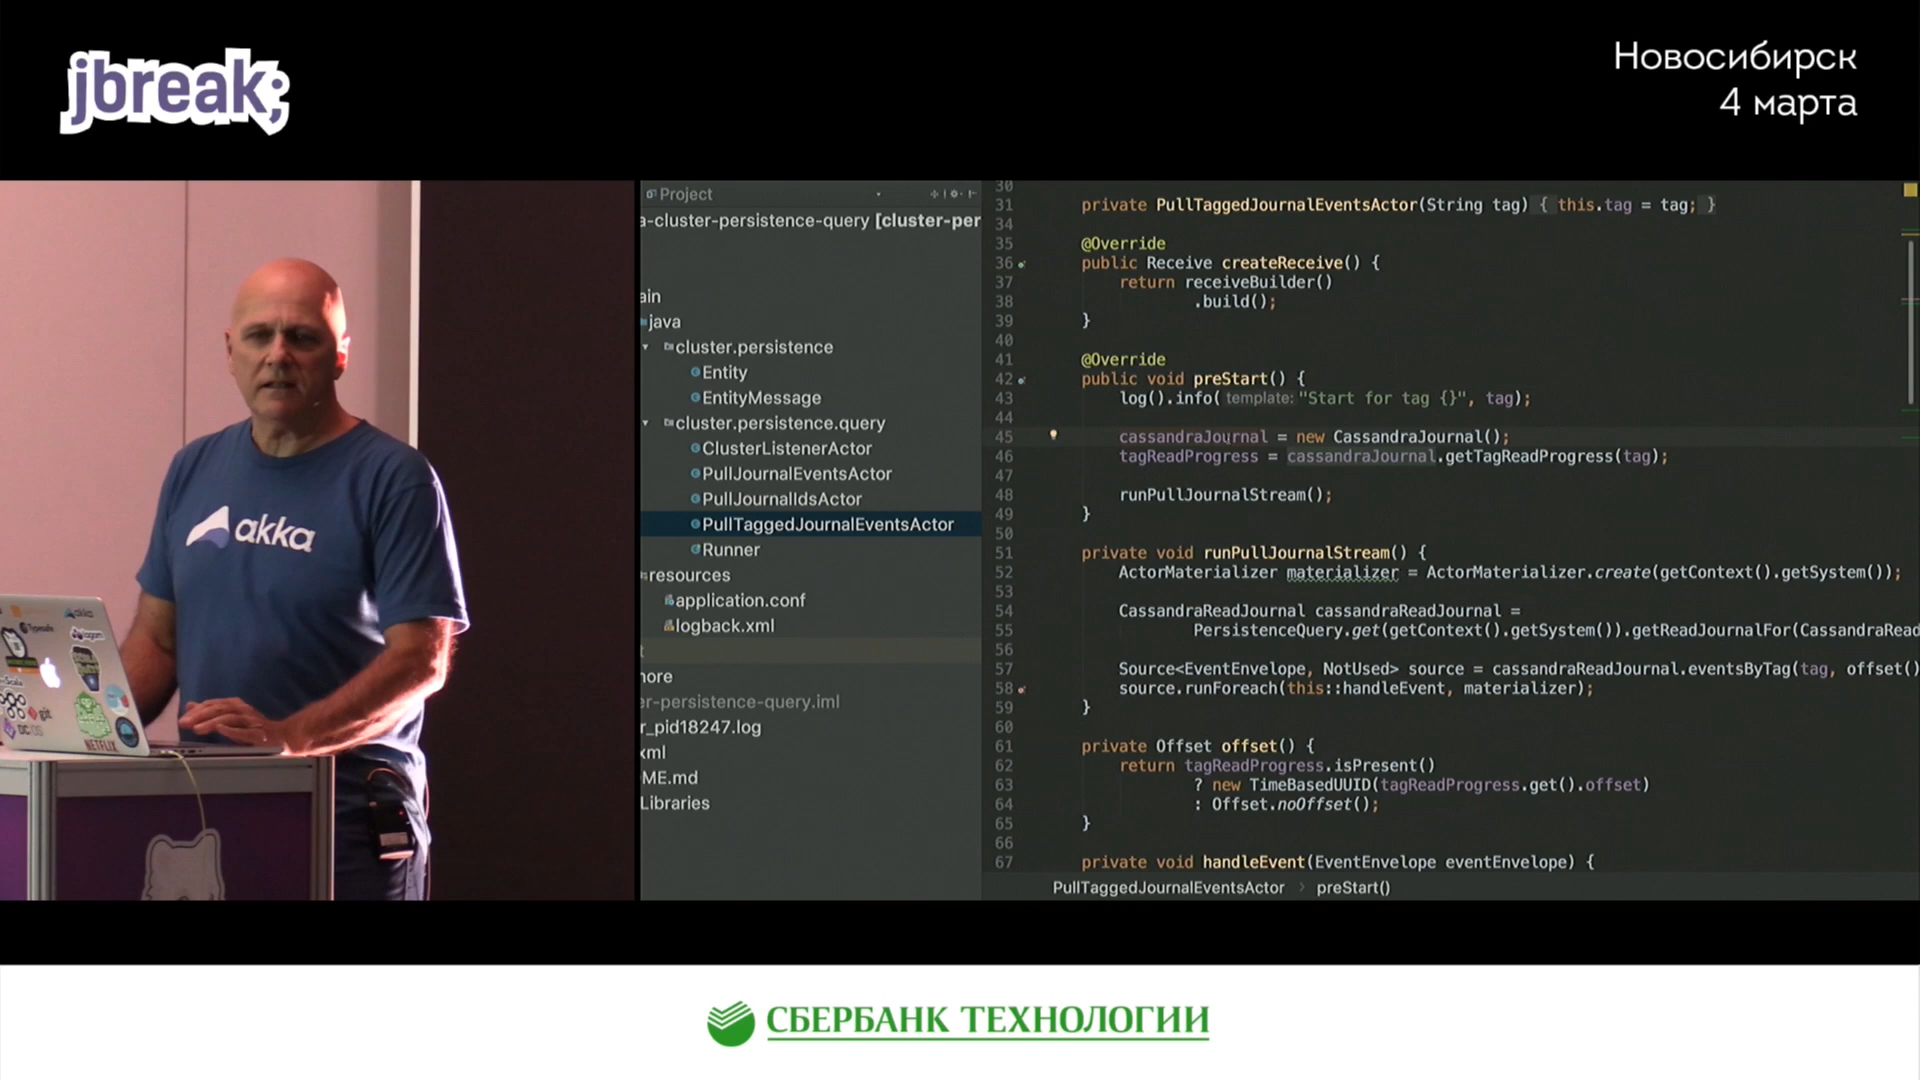 jbreak;
Новосибирск
4 марта
akka
akka
git
NETFLIX
Project
a-cluster-persistence-query [cluster-per
ain
java
cluster.persistence
Entity
EntityMessage
cluster.persistence.query
ClusterListenerActor
PullJournalEventsActor
PullJournalIdsActor
PullTaggedJournalEventsActor
Runner
resources
application.conf
logback.xml
t
nore
er-persistence-query.iml
r_pid18247.log
xml
ME.md
Libraries
30
31 private PullTaggedJournalEventsActor(String tag) { this.tag = tag; }
34
35 @Override
36 public Receive createReceive() {
37 return receiveBuilder()
38 .build();
39 }
40
41 @Override
42 public void preStart() {
43 log().info( template: "Start for tag {}", tag);
44
45 cassandraJournal = new CassandraJournal();
46 tagReadProgress = cassandraJournal.getTagReadProgress(tag);
47
48 runPullJournalStream();
49 }
50
51 private void runPullJournalStream() {
52 ActorMaterializer materializer = ActorMaterializer.create(getContext().getSystem());
53
54 CassandraReadJournal cassandraReadJournal =
55 PersistenceQuery.get(getContext().getSystem()).getReadJournalFor(CassandraRead
56
57 Source<EventEnvelope, NotUsed> source = cassandraReadJournal.eventsByTag(tag, offset()
58 source.runForeach(this::handleEvent, materializer);
59 }
60
61 private Offset offset() {
62 return tagReadProgress.isPresent()
63 ? new TimeBasedUUID(tagReadProgress.get().offset)
64 : Offset.noOffset();
65 }
66
67 private void handleEvent(EventEnvelope eventEnvelope) {
PullTaggedJournalEventsActor › preStart()
СБЕРБАНК ТЕХНОЛОГИИ